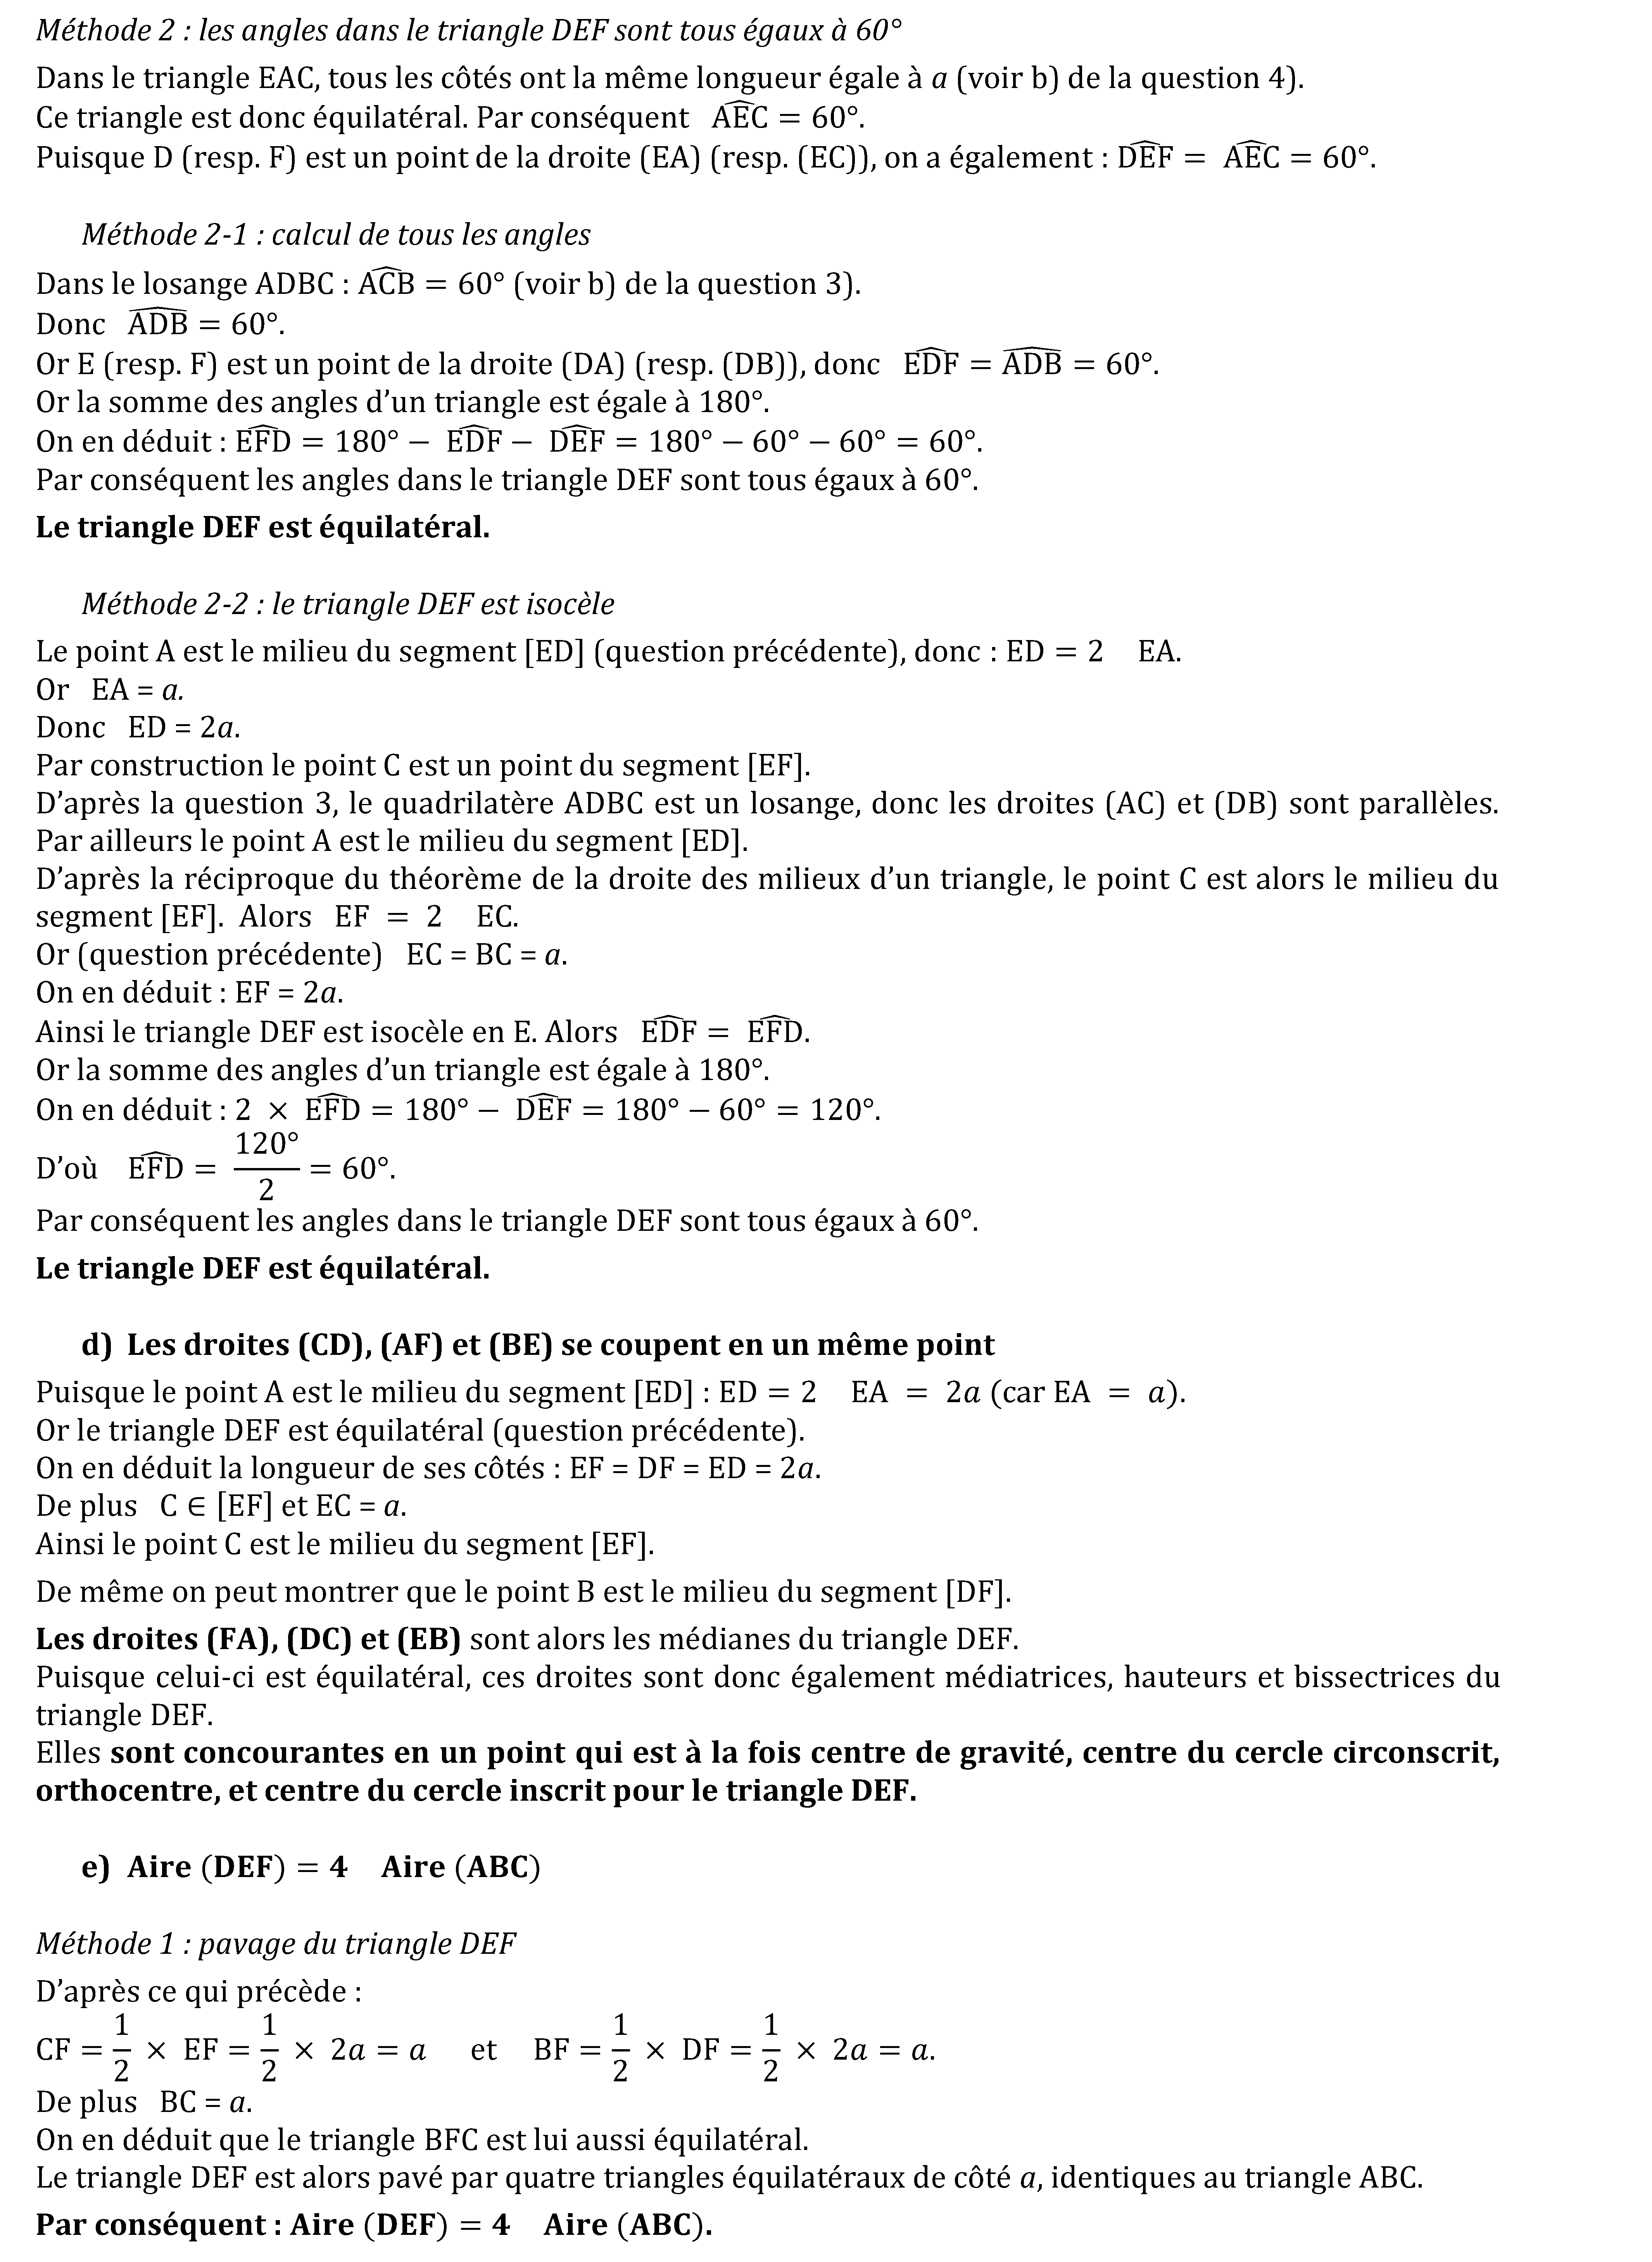 Méthode 2 : les angles dans le triangle DEF sont tous égaux à 60°
Dans le triangle EAC, tous les côtés ont la même longueur égale à a (voir b) de la question 4).
Ce triangle est donc équilatéral. Par conséquent $\widehat{AEC}$ = 60°.
Puisque D (resp. F) est un point de la droite (EA) (resp. (EC)), on a également : $\widehat{DEF}$ = $\widehat{AEC}$ = 60°.
Méthode 2-1 : calcul de tous les angles
Dans le losange ADBC : $\widehat{ACB}$ = 60° (voir b) de la question 3).
Donc $\widehat{ADB}$ = 60°.
Or E (resp. F) est un point de la droite (DA) (resp. (DB)), donc $\widehat{EDF}$ = $\widehat{ADB}$ = 60°.
Or la somme des angles d’un triangle est égale à 180°.
On en déduit : $\widehat{EFD}$ = 180° − $\widehat{EDF}$ − $\widehat{DEF}$ = 180° − 60° − 60° = 60°.
Par conséquent les angles dans le triangle DEF sont tous égaux à 60°.
Le triangle DEF est équilatéral.
Méthode 2-2 : le triangle DEF est isocèle
Le point A est le milieu du segment [ED] (question précédente), donc : ED = 2 EA.
Or EA = a.
Donc ED = 2a.
Par construction le point C est un point du segment [EF].
D’après la question 3, le quadrilatère ADBC est un losange, donc les droites (AC) et (DB) sont parallèles.
Par ailleurs le point A est le milieu du segment [ED].
D’après la réciproque du théorème de la droite des milieux d’un triangle, le point C est alors le milieu du
segment [EF]. Alors EF = 2 EC.
Or (question précédente) EC = BC = a.
On en déduit : EF = 2a.
Ainsi le triangle DEF est isocèle en E. Alors $\widehat{EDF}$ = $\widehat{EFD}$.
Or la somme des angles d’un triangle est égale à 180°.
On en déduit : 2 × $\widehat{EFD}$ = 180° − $\widehat{DEF}$ = 180° − 60° = 120°.
D’où $\widehat{EFD}$ = $\frac{120°}{2}$ = 60°.
Par conséquent les angles dans le triangle DEF sont tous égaux à 60°.
Le triangle DEF est équilatéral.
d) Les droites (CD), (AF) et (BE) se coupent en un même point
Puisque le point A est le milieu du segment [ED] : ED = 2 EA = 2a (car EA = a).
Or le triangle DEF est équilatéral (question précédente).
On en déduit la longueur de ses côtés : EF = DF = ED = 2a.
De plus C ∈ [EF] et EC = a.
Ainsi le point C est le milieu du segment [EF].
De même on peut montrer que le point B est le milieu du segment [DF].
Les droites (FA), (DC) et (EB) sont alors les médianes du triangle DEF.
Puisque celui-ci est équilatéral, ces droites sont donc également médiatrices, hauteurs et bissectrices du
triangle DEF.
Elles sont concourantes en un point qui est à la fois centre de gravité, centre du cercle circonscrit,
orthocentre, et centre du cercle inscrit pour le triangle DEF.
e) Aire (DEF) = 4 Aire (ABC)
Méthode 1 : pavage du triangle DEF
D’après ce qui précède :
CF = $\frac{1}{2}$ × EF = $\frac{1}{2}$ × 2a = a et BF = $\frac{1}{2}$ × DF = $\frac{1}{2}$ × 2a = a.
De plus BC = a.
On en déduit que le triangle BFC est lui aussi équilatéral.
Le triangle DEF est alors pavé par quatre triangles équilatéraux de côté a, identiques au triangle ABC.
Par conséquent : Aire (DEF) = 4 Aire (ABC).